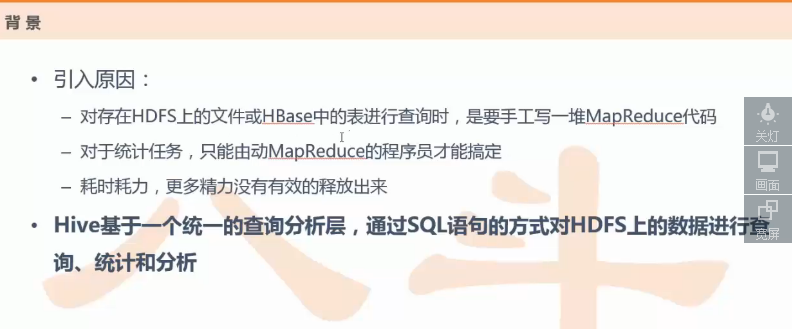 背景
• 引入原因：
– 对存在HDFS上的文件或HBase中的表进行查询时，是要手工写一堆MapReduce代码
– 对于统计任务，只能由动MapReduce的程序员才能搞定
– 耗时耗力，更多精力没有有效的释放出来
• Hive基于一个统一的查询分析层，通过SQL语句的方式对HDFS上的数据进行查
询、统计和分析
关灯
画面
宽屏
八斗